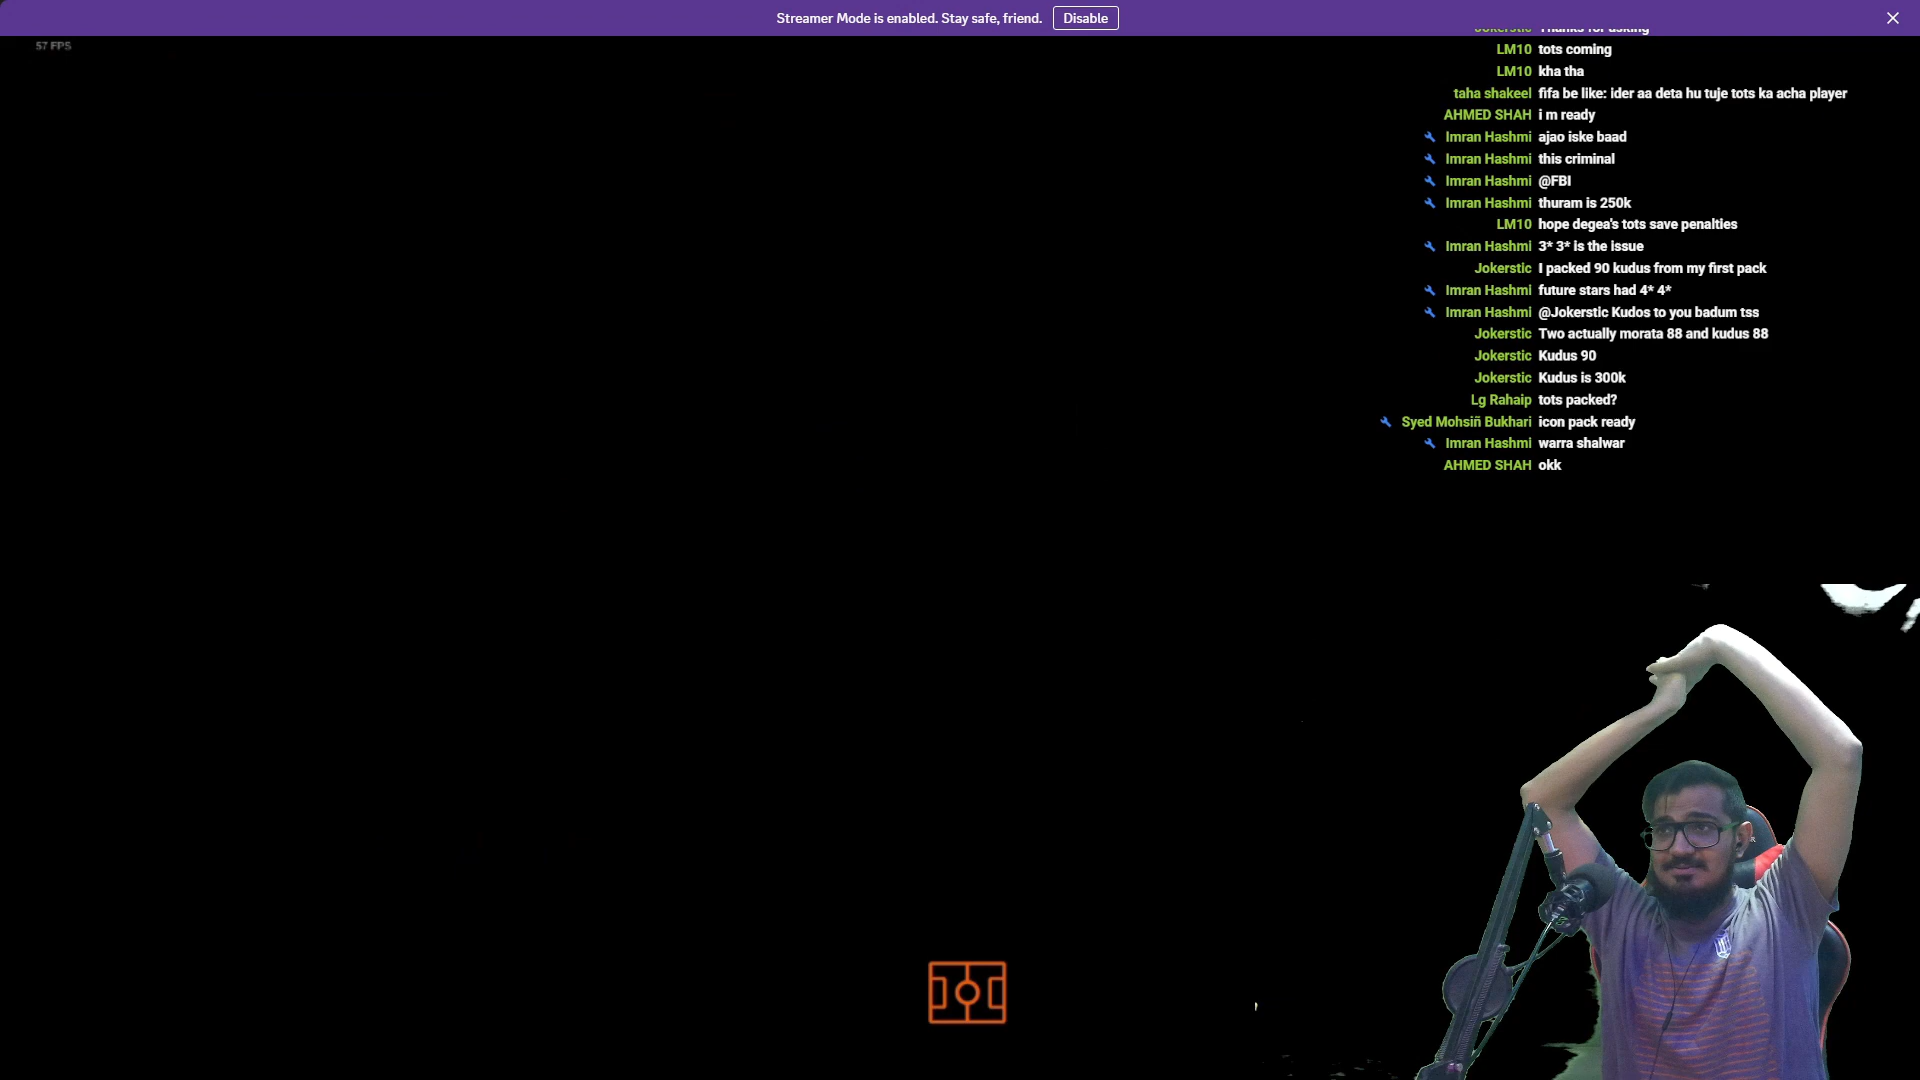 Streamer Mode is enabled. Stay safe, friend. Disable
57 FPS
Jokerstic Thanks for asking
LM10 tots coming
LM10 kha tha
taha shakeel fifa be like: ider aa deta hu tuje tots ka acha player
AHMED SHAH i m ready
Imran Hashmi ajao iske baad
Imran Hashmi this criminal
Imran Hashmi @FBI
Imran Hashmi thuram is 250k
LM10 hope degea's tots save penalties
Imran Hashmi 3* 3* is the issue
Jokerstic I packed 90 kudus from my first pack
Imran Hashmi future stars had 4* 4*
Imran Hashmi @Jokerstic Kudos to you badum tss
Jokerstic Two actually morata 88 and kudus 88
Jokerstic Kudus 90
Jokerstic Kudus is 300k
Lg Rahaip tots packed?
Syed Mohsiñ Bukhari icon pack ready
Imran Hashmi warra shalwar
AHMED SHAH okk